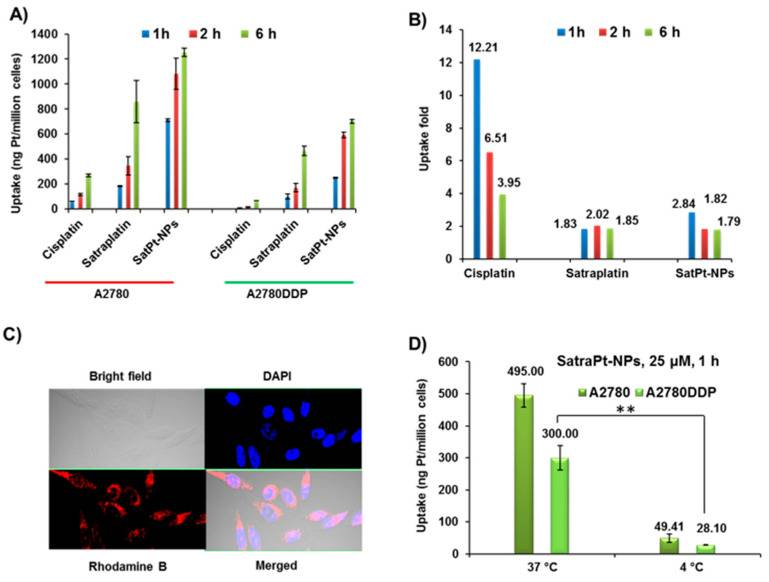 A)
1h 2 h 6 h
Uptake (ng Pt/million celles)
1400
1200
1000
800
600
400
200
0
Cisplatin
Satraplatin
SatPt-NPs
Cisplatin
Satraplatin
SatPt-NPs
A2780
A2780DDP
B)
1h 2 h 6 h
Uptake fold
14
12
10
8
6
4
2
0
12.21
6.51
3.95
1.83
2.02
1.85
2.84
1.82
1.79
Cisplatin
Satraplatin
SatPt-NPs
C)
Bright field
DAPI
Rhodamine B
Merged
D)
SatraPt-NPs, 25 µM, 1 h
A2780 A2780DDP
Uptake (ng Pt/million cells)
600
500
400
300
200
100
0
495.00
300.00
**
49.41
28.10
37 °C
4 °C